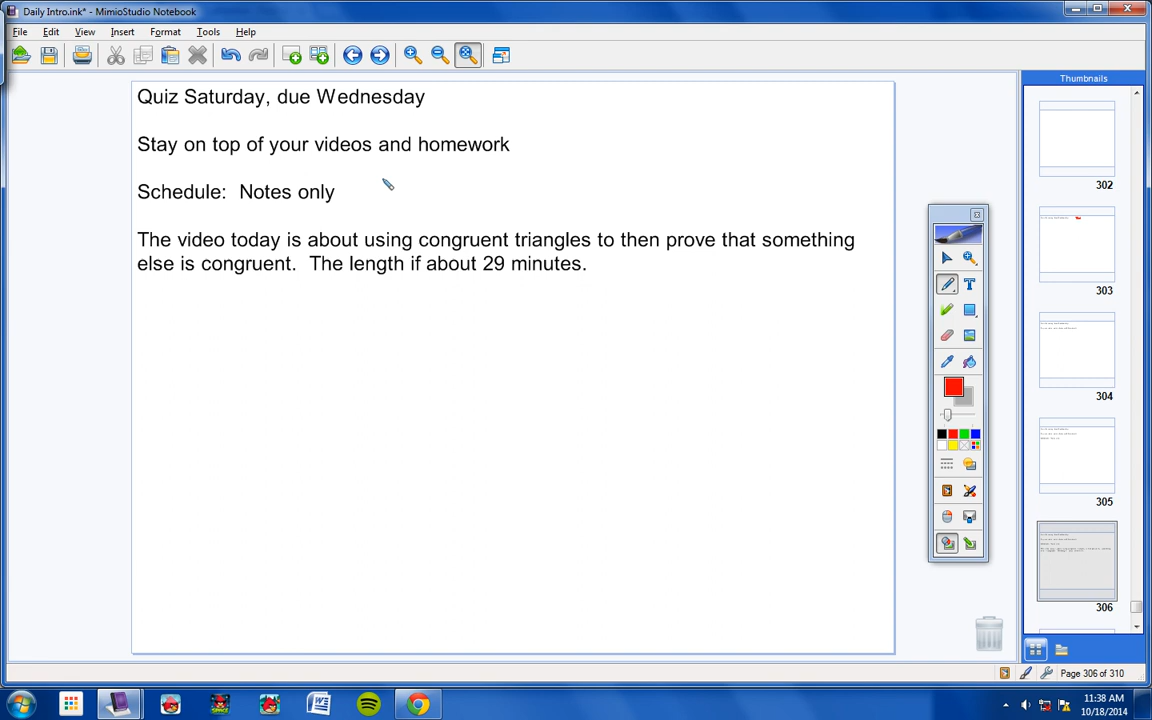 Daily Intro.ink* - MimioStudio Notebook
File Edit View Insert Format Tools Help
Thumbnails
Quiz Saturday, due Wednesday
Stay on top of your videos and homework
Schedule: Notes only
The video today is about using congruent triangles to then prove that something
else is congruent. The length if about 29 minutes.
302
303
304
305
306
Page 306 of 310
11:38 AM
10/18/2014